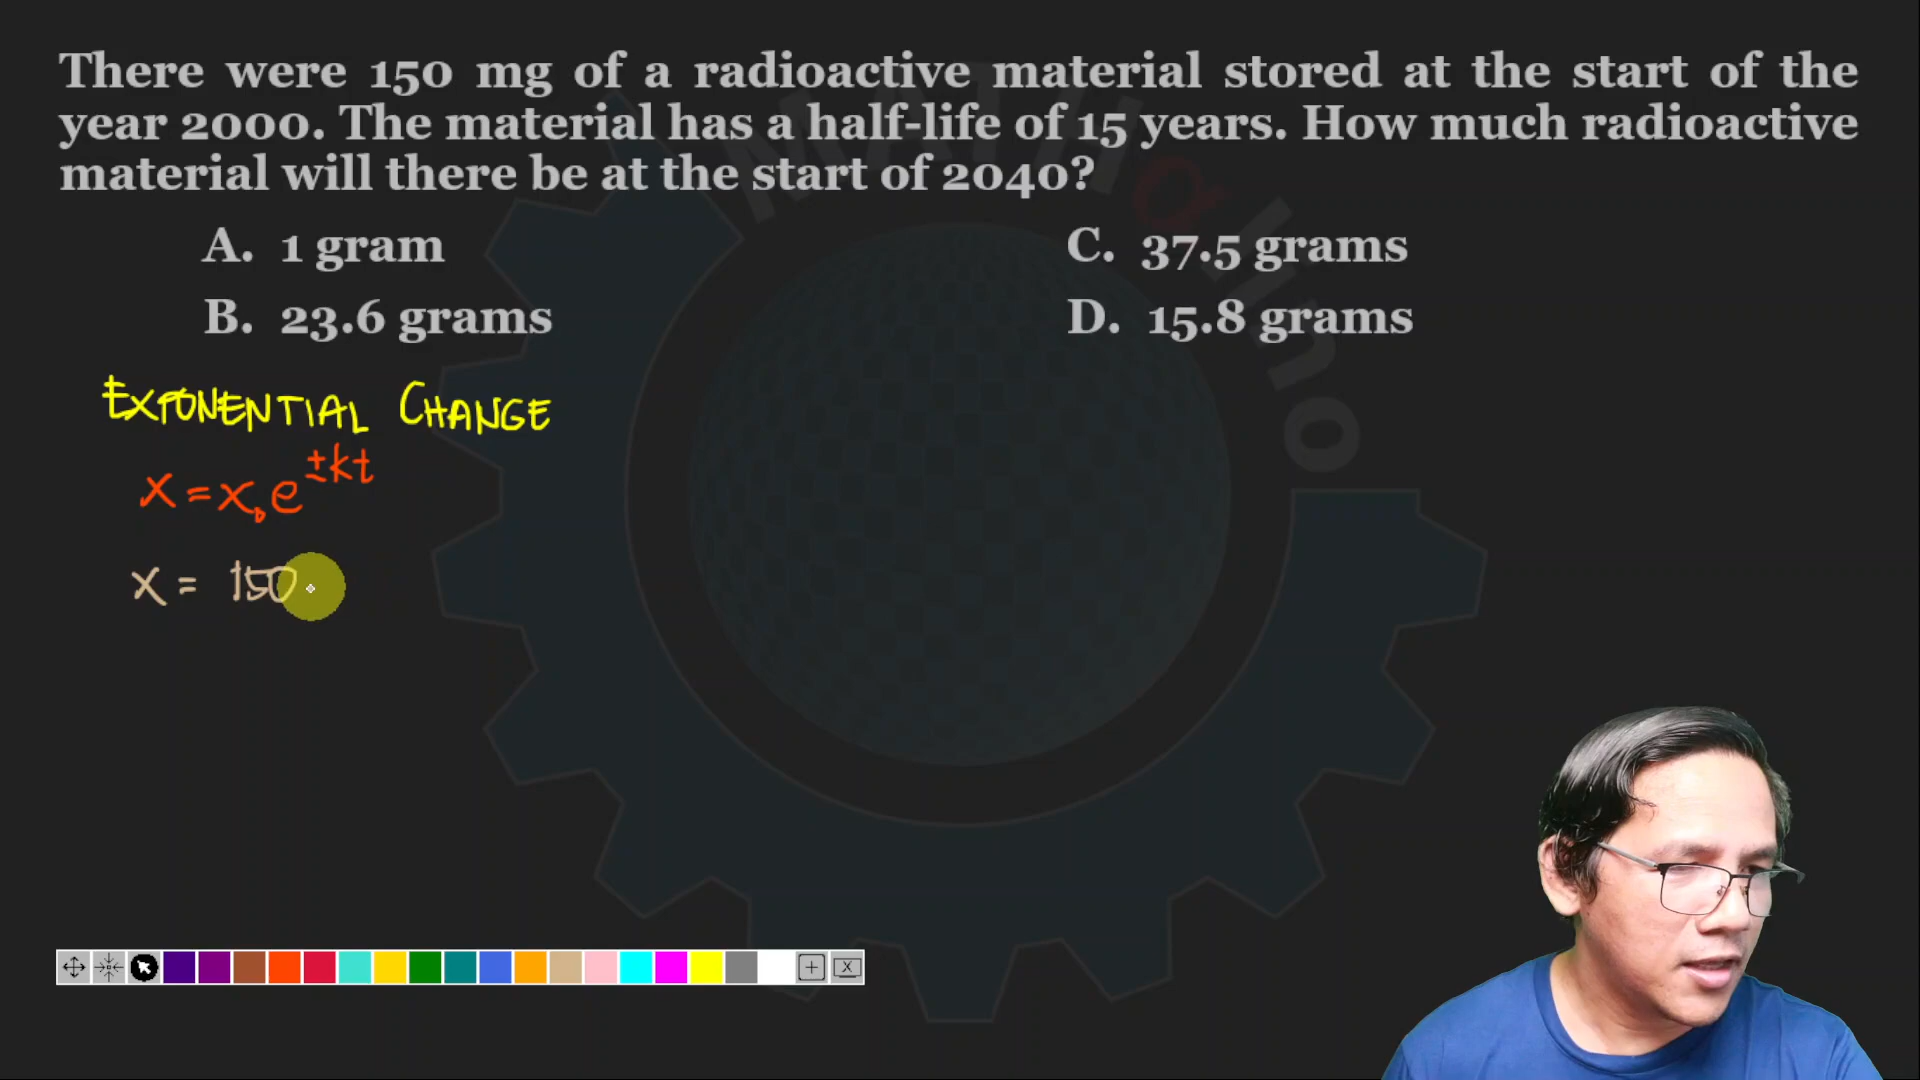 There were 150 mg of a radioactive material stored at the start of the
year 2000. The material has a half-life of 15 years. How much radioactive
material will there be at the start of 2040?
A. 1 gram
C. 37.5 grams
B. 23.6 grams
D. 15.8 grams
MATHalino
EXPONENTIAL CHANGE
x = x₀e^±kt
x = 150